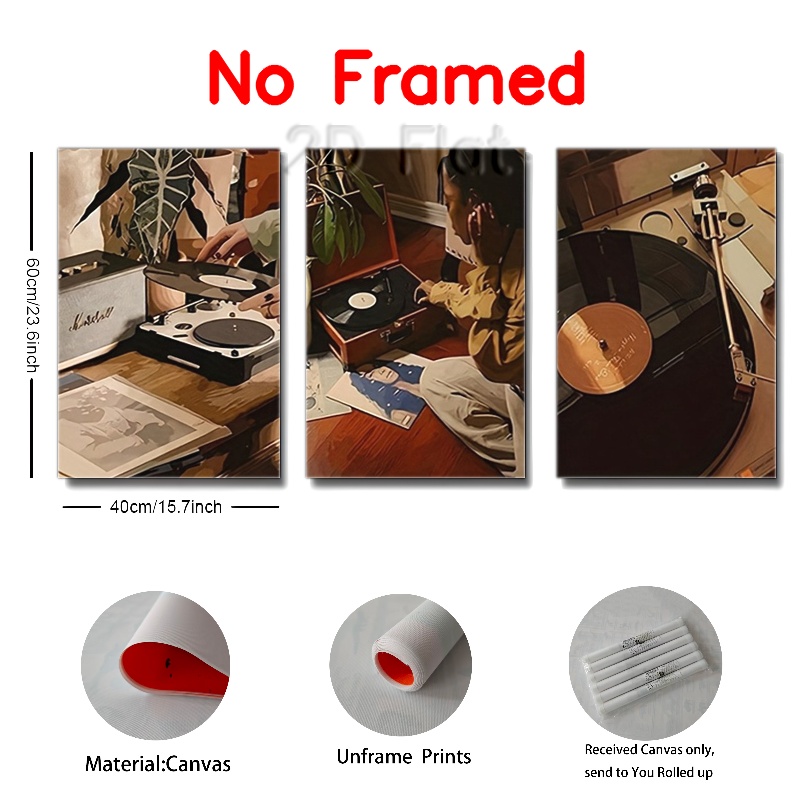 No Framed
2D Flat
60cm/23.6inch
Marshall
40cm/15.7inch
Material:Canvas
Unframe Prints
Received Canvas only,
send to You Rolled up